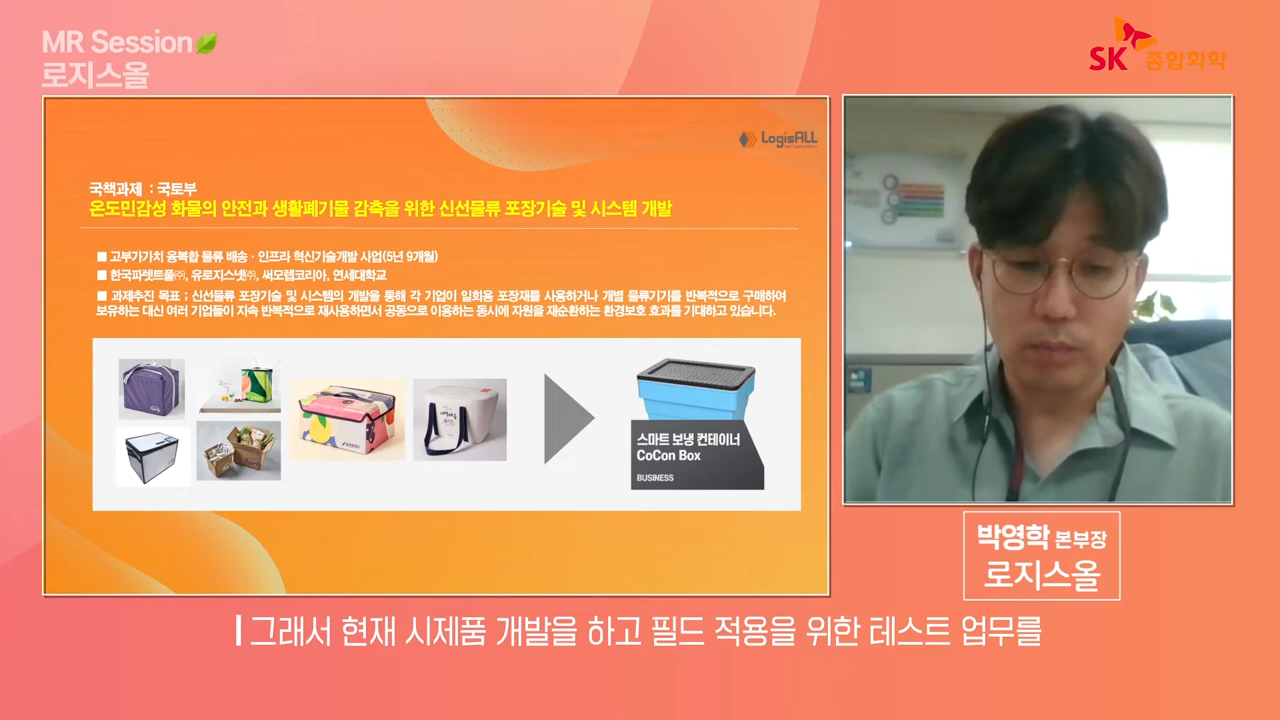 MR Session
로지스올
SK 종합화학
LogisALL
국책과제 : 국토부
온도민감성 화물의 안전과 생활폐기물 감축을 위한 신선물류 포장기술 및 시스템 개발
■ 고부가가치 융복합 물류 배송 · 인프라 혁신기술개발 사업(5년 9개월)
■ 한국파렛트풀㈜, 유로지스넷㈜, 써모랩코리아, 연세대학교
■ 과제추진 목표 ; 신선물류 포장기술 및 시스템의 개발을 통해 각 기업이 일회용 포장재를 사용하거나 개별 물류기기를 반복적으로 구매하여
보유하는 대신 여러 기업들이 지속 반복적으로 재사용하면서 공동으로 이용하는 동시에 자원을 재순환하는 환경보호 효과를 기대하고 있습니다.
스마트 보냉 컨테이너
CoCon Box
BUSINESS
박영학 본부장
로지스올
그래서 현재 시제품 개발을 하고 필드 적용을 위한 테스트 업무를